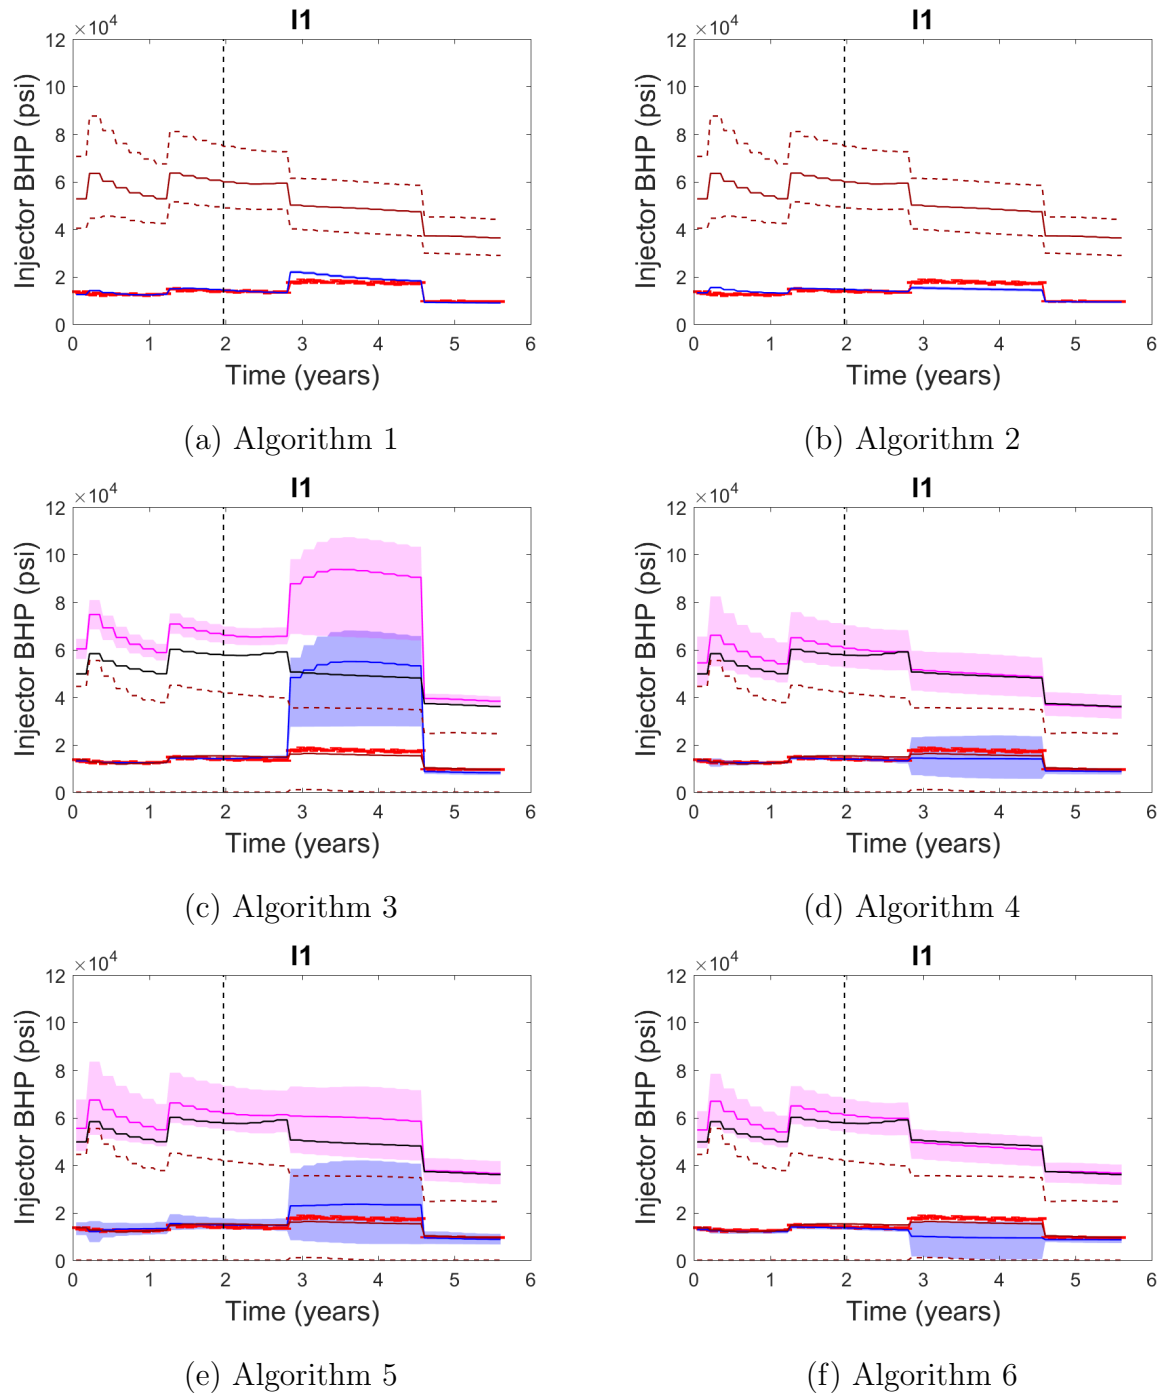 ×10⁴
I1
12
10
8
6
4
2
0
Injector BHP (psi)
0 1 2 3 4 5 6
Time (years)
(a) Algorithm 1
×10⁴
I1
12
10
8
6
4
2
0
Injector BHP (psi)
0 1 2 3 4 5 6
Time (years)
(b) Algorithm 2
×10⁴
I1
12
10
8
6
4
2
0
Injector BHP (psi)
0 1 2 3 4 5 6
Time (years)
(c) Algorithm 3
×10⁴
I1
12
10
8
6
4
2
0
Injector BHP (psi)
0 1 2 3 4 5 6
Time (years)
(d) Algorithm 4
×10⁴
I1
12
10
8
6
4
2
0
Injector BHP (psi)
0 1 2 3 4 5 6
Time (years)
(e) Algorithm 5
×10⁴
I1
12
10
8
6
4
2
0
Injector BHP (psi)
0 1 2 3 4 5 6
Time (years)
(f) Algorithm 6